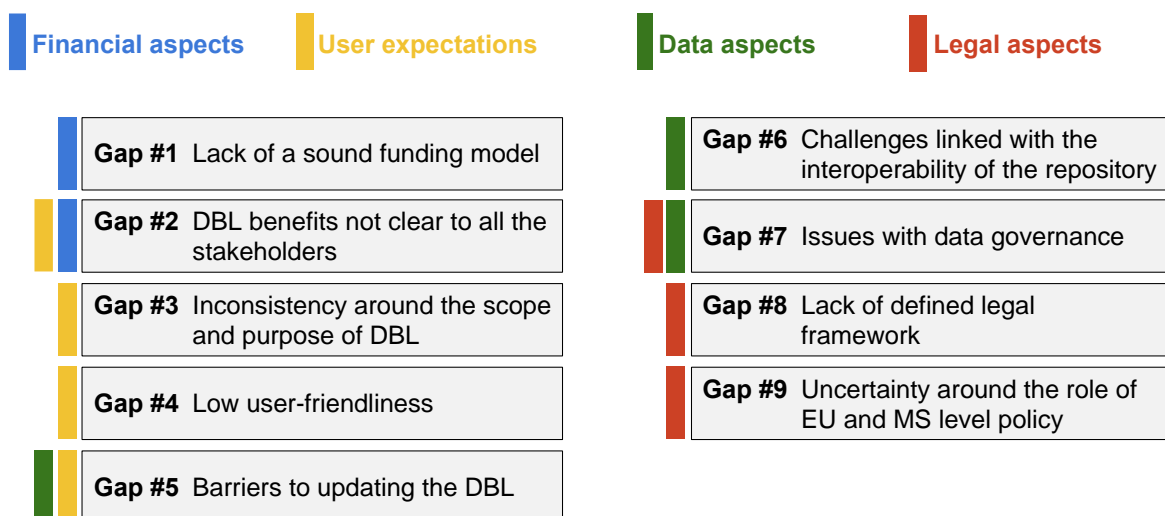 Financial aspects
User expectations
Data aspects
Legal aspects
Gap #1 Lack of a sound funding model
Gap #2 DBL benefits not clear to all the
stakeholders
Gap #3 Inconsistency around the scope
and purpose of DBL
Gap #4 Low user-friendliness
Gap #5 Barriers to updating the DBL
Gap #6 Challenges linked with the
interoperability of the repository
Gap #7 Issues with data governance
Gap #8 Lack of defined legal
framework
Gap #9 Uncertainty around the role of
EU and MS level policy